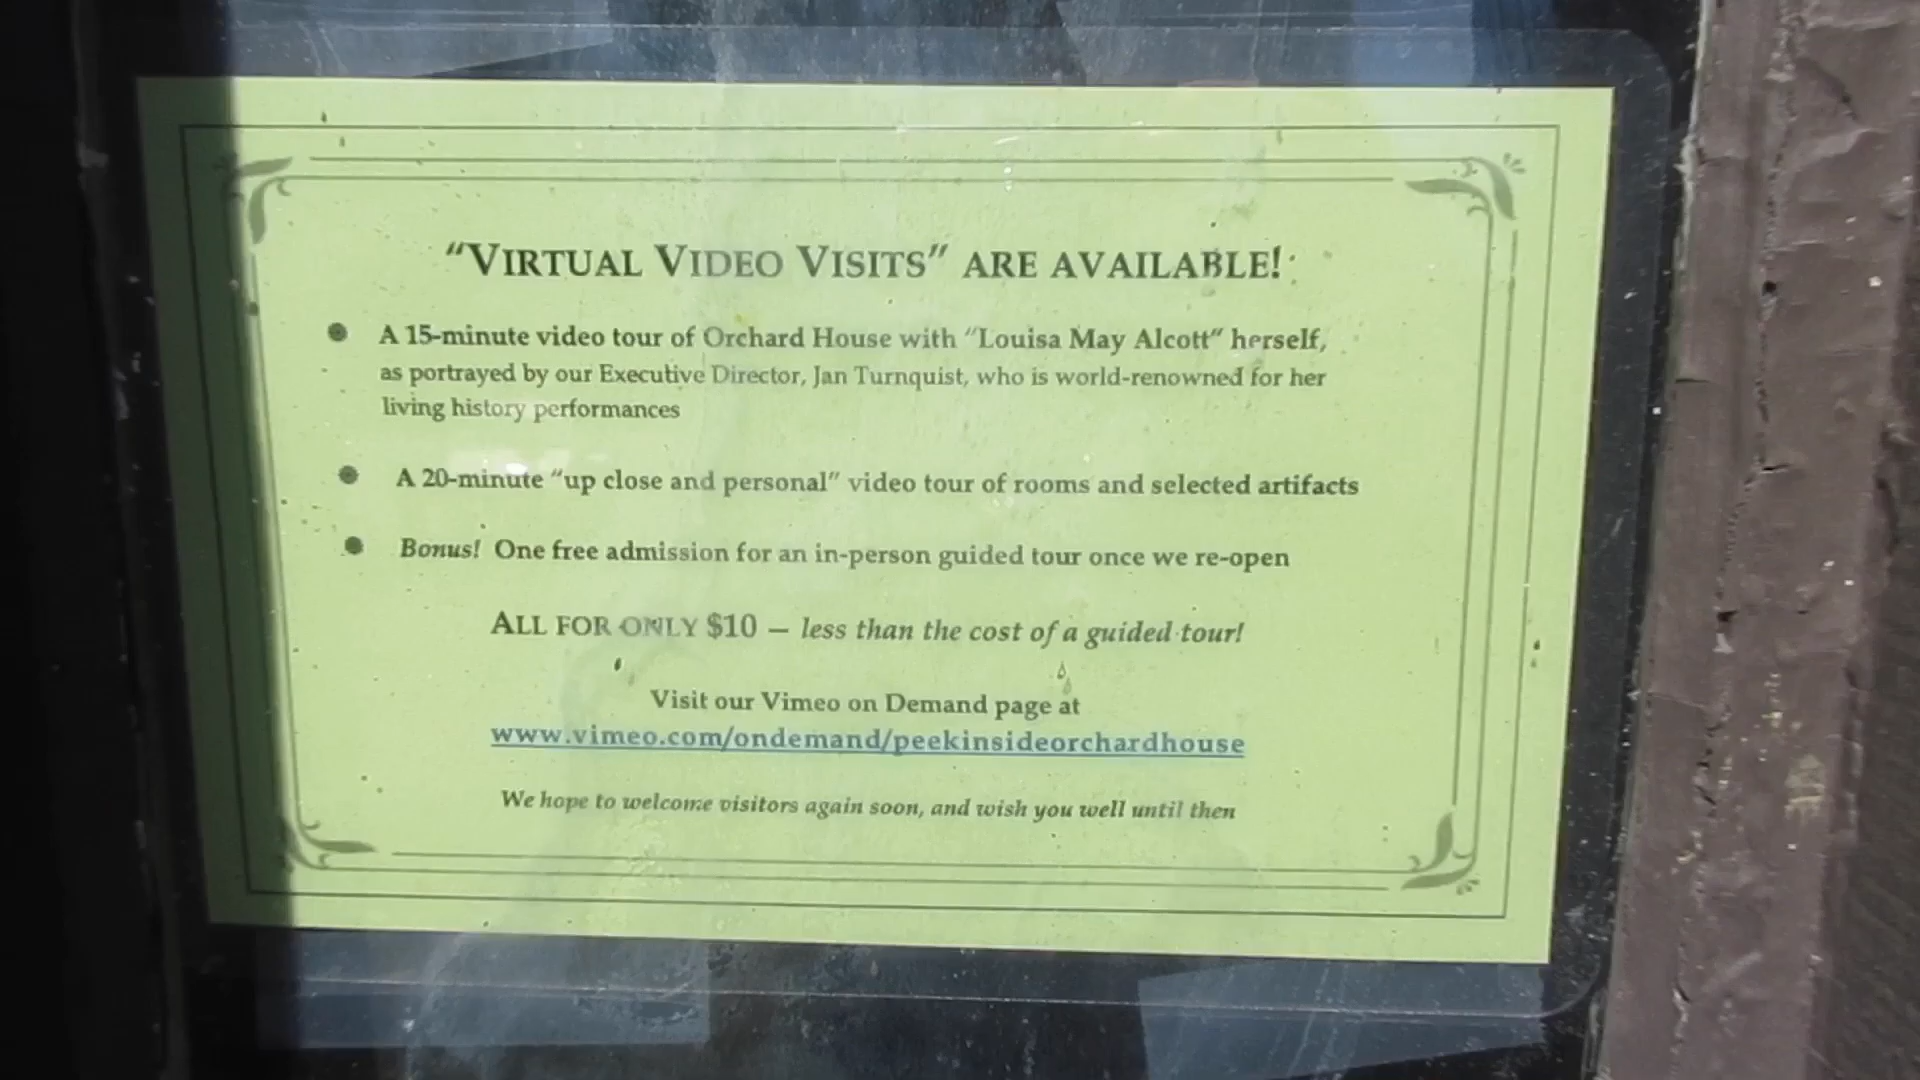 “VIRTUAL VIDEO VISITS” ARE AVAILABLE!
● A 15-minute video tour of Orchard House with “Louisa May Alcott” herself,
as portrayed by our Executive Director, Jan Turnquist, who is world-renowned for her
living history performances
● A 20-minute “up close and personal” video tour of rooms and selected artifacts
● Bonus! One free admission for an in-person guided tour once we re-open
ALL FOR ONLY $10 — less than the cost of a guided tour!
Visit our Vimeo on Demand page at
www.vimeo.com/ondemand/peekinsideorchardhouse
We hope to welcome visitors again soon, and wish you well until then